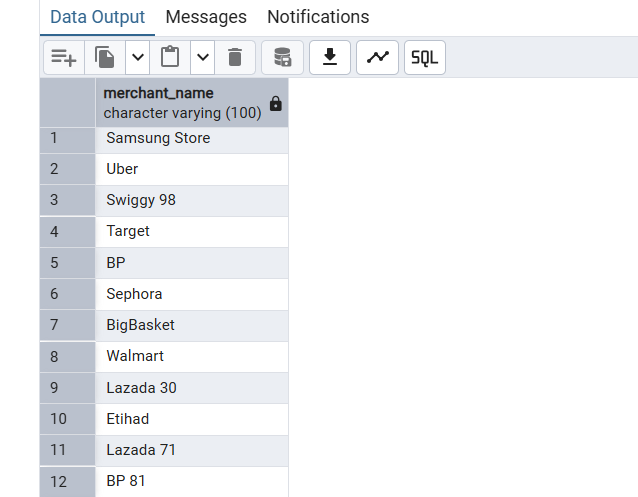 Data Output Messages Notifications
SQL
merchant_name
character varying (100)
1 Samsung Store
2 Uber
3 Swiggy 98
4 Target
5 BP
6 Sephora
7 BigBasket
8 Walmart
9 Lazada 30
10 Etihad
11 Lazada 71
12 BP 81